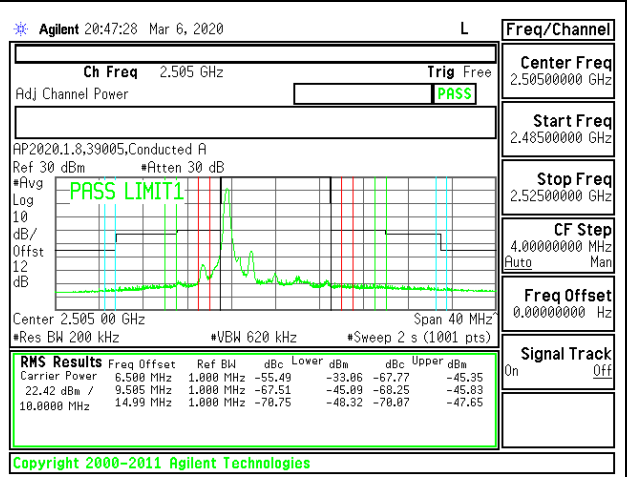 Agilent 20:47:28 Mar 6, 2020 L
Ch Freq 2.505 GHz Trig Free
Adj Channel Power PASS
AP2020.1.8,39005,Conducted A
Ref 30 dBm #Atten 30 dB
#Avg
Log
10
dB/
Offst
12
dB
PASS LIMIT1
Center 2.505 00 GHz Span 40 MHz^
#Res BW 200 kHz #VBW 620 kHz #Sweep 2 s (1001 pts)
RMS Results Freq Offset Ref BW dBc Lower dBm dBc Upper dBm
Carrier Power 6.500 MHz 1.000 MHz -55.49 -33.06 -67.77 -45.35
22.42 dBm / 9.505 MHz 1.000 MHz -67.51 -45.09 -68.25 -45.83
10.0000 MHz 14.99 MHz 1.000 MHz -70.75 -48.32 -70.07 -47.65
Copyright 2000-2011 Agilent Technologies
Freq/Channel
Center Freq
2.50500000 GHz
Start Freq
2.48500000 GHz
Stop Freq
2.52500000 GHz
CF Step
4.00000000 MHz
Auto Man
Freq Offset
0.00000000 Hz
Signal Track
On Off